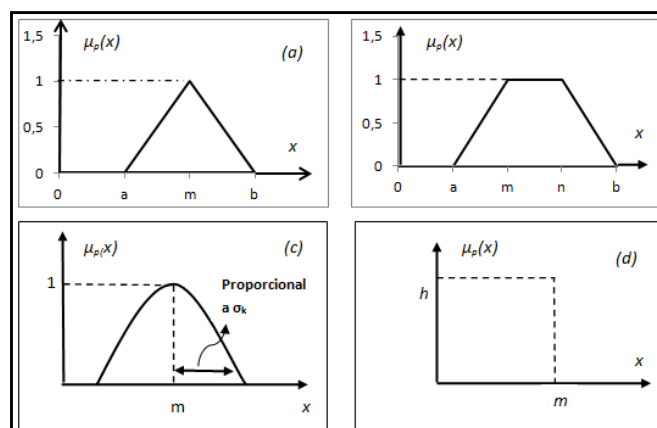 1,5
μₚ(x)
(a)
1
0,5
x
0
0
a
m
b
1,5
μₚ(x)
1
0,5
x
0
0
a
m
n
b
μₚ(x)
(c)
1
Proporcional
a σₖ
m
x
μₚ(x)
(d)
h
x
m